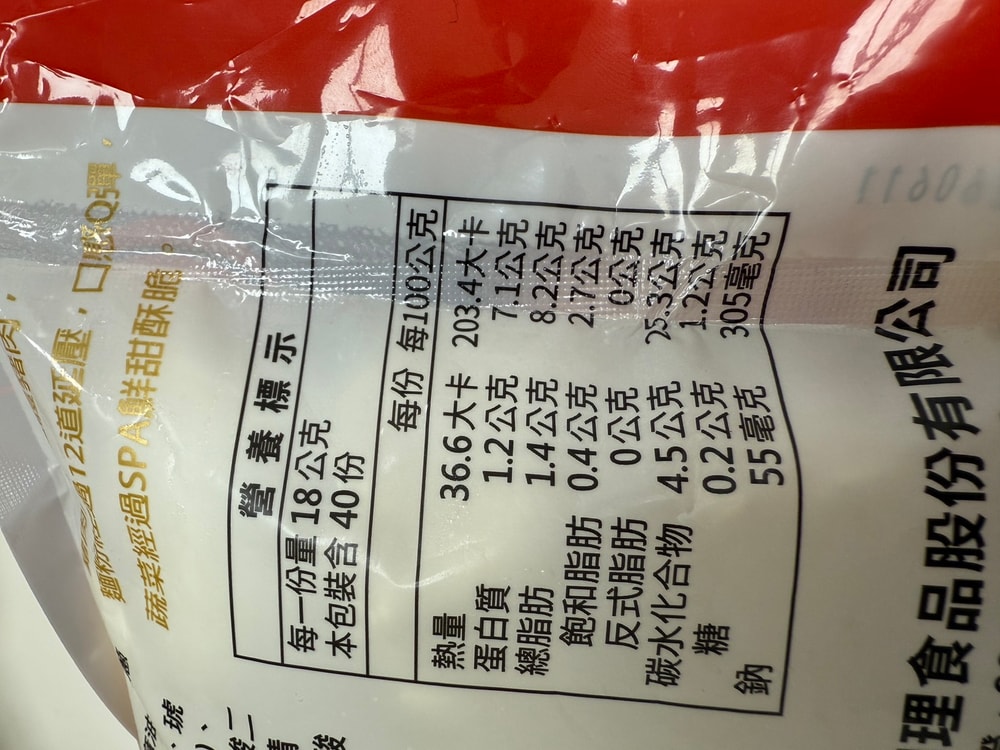 麵粉經過12道延壓，口感Q彈，
蔬菜經過SPA鮮甜酥脆。
營養標示
每一份量 18 公克
本包裝含 40 份
每份 每100公克
熱量 36.6大卡 203.4大卡
蛋白質 1.2公克 7.1公克
總脂肪 1.4公克 8.2公克
飽和脂肪 0.4公克 2.7公克
反式脂肪 0公克 0公克
碳水化合物 4.5公克 25.3公克
糖 0.2公克 1.2公克
鈉 55毫克 305毫克
理食品股份有限公司